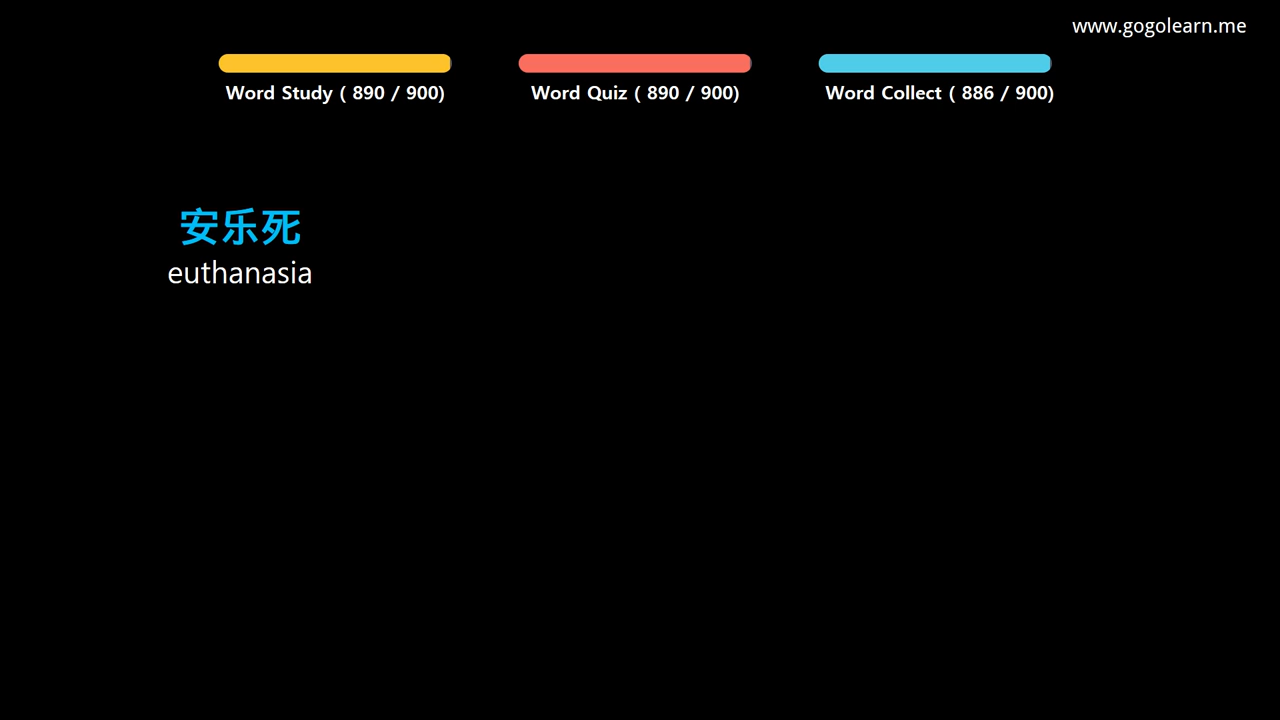 www.gogolearn.me
Word Study ( 890 / 900)
Word Quiz ( 890 / 900)
Word Collect ( 886 / 900)
安乐死
euthanasia